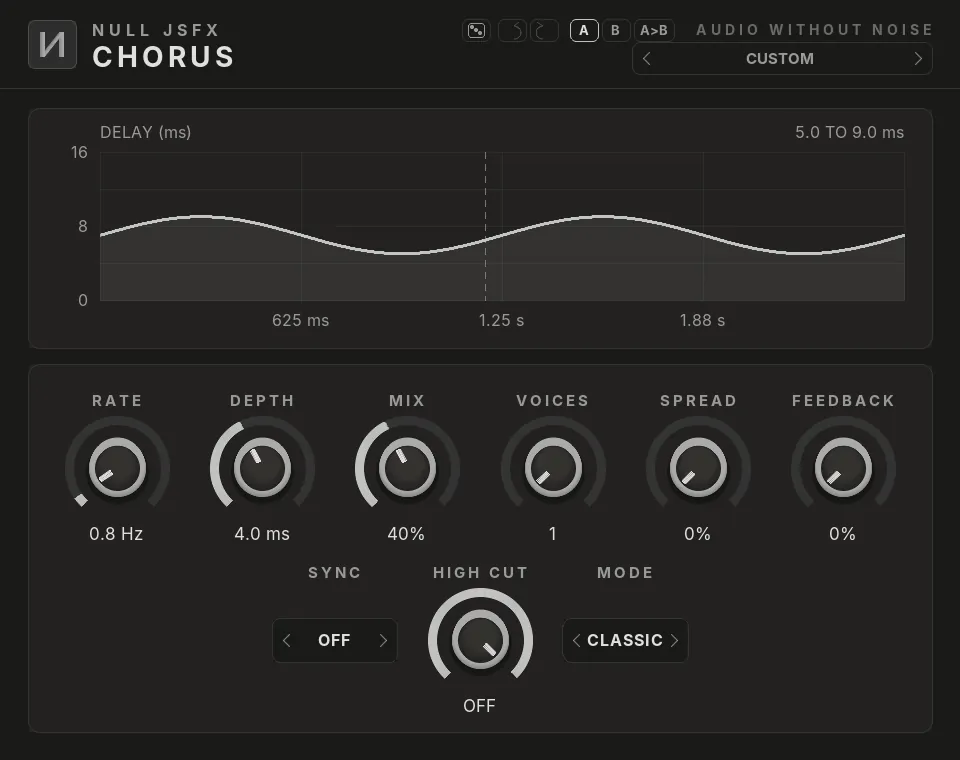 NULL JSFX
CHORUS
A B A>B AUDIO WITHOUT NOISE
CUSTOM
DELAY (ms) 5.0 TO 9.0 ms
16
8
0
625 ms 1.25 s 1.88 s
RATE DEPTH MIX VOICES SPREAD FEEDBACK
0.8 Hz 4.0 ms 40% 1 0% 0%
SYNC HIGH CUT MODE
OFF CLASSIC
OFF